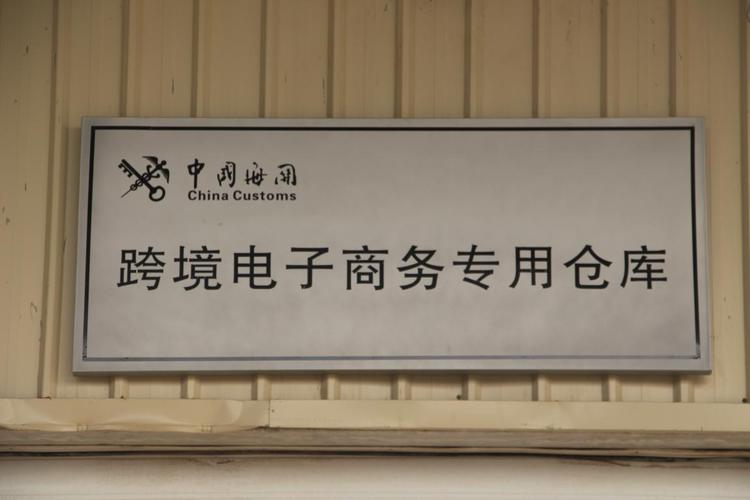 中国海关
China Customs
跨境电子商务专用仓库